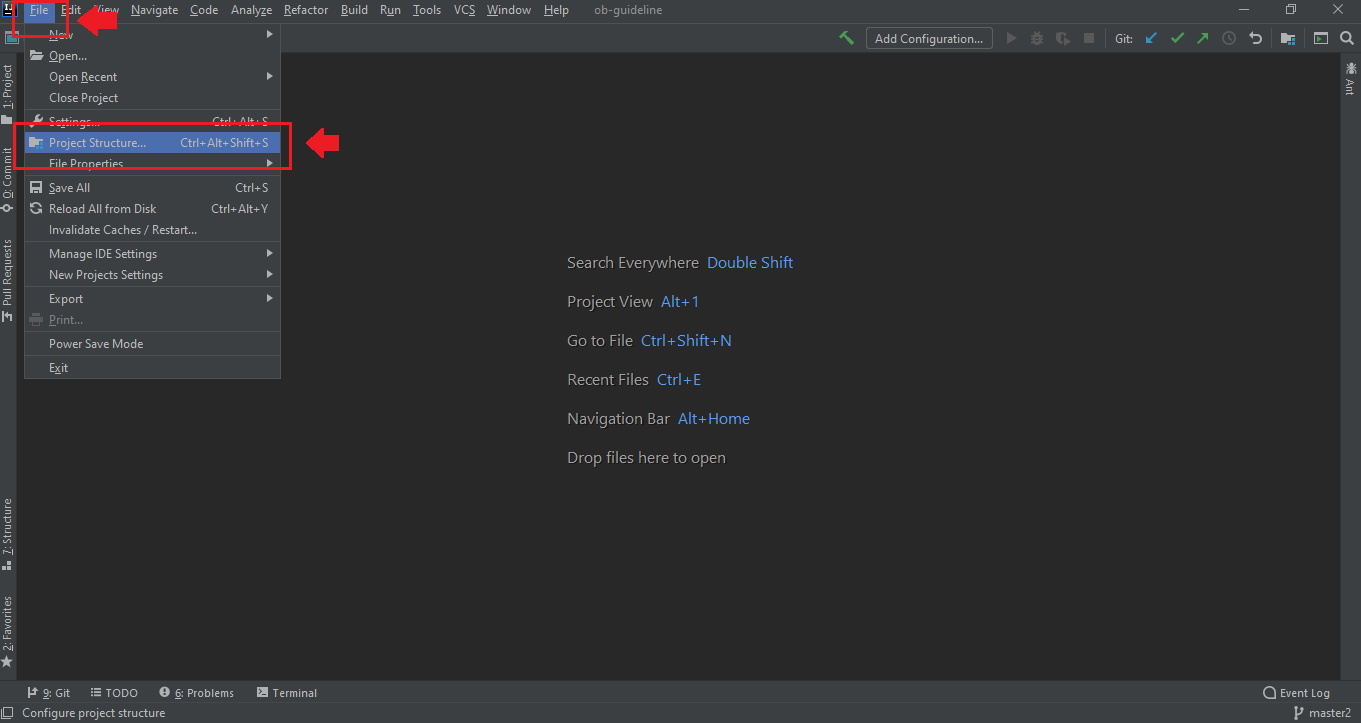 File Edit View Navigate Code Analyze Refactor Build Run Tools VCS Window Help ob-guideline
Add Configuration... Git:
New
Open...
Open Recent
Close Project
Settings... Ctrl+Alt+S
Project Structure... Ctrl+Alt+Shift+S
File Properties
Save All Ctrl+S
Reload All from Disk Ctrl+Alt+Y
Invalidate Caches / Restart...
Manage IDE Settings
New Projects Settings
Export
Print...
Power Save Mode
Exit
1: Project
0: Commit
Pull Requests
7: Structure
2: Favorites
Search Everywhere Double Shift
Project View Alt+1
Go to File Ctrl+Shift+N
Recent Files Ctrl+E
Navigation Bar Alt+Home
Drop files here to open
Ant
9: Git TODO 6: Problems Terminal Event Log
Configure project structure master2